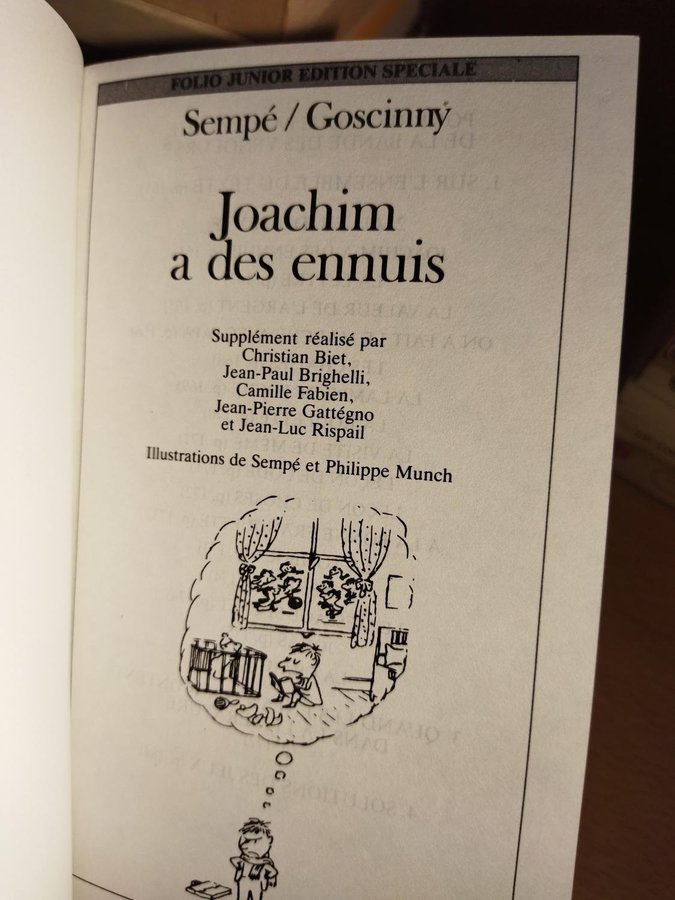 FOLIO JUNIOR EDITION SPECIALE
Sempé / Goscinny
Joachim
a des ennuis
Supplément réalisé par
Christian Biet,
Jean-Paul Brighelli,
Camille Fabien,
Jean-Pierre Gattégno
et Jean-Luc Rispail
Illustrations de Sempé et Philippe Munch